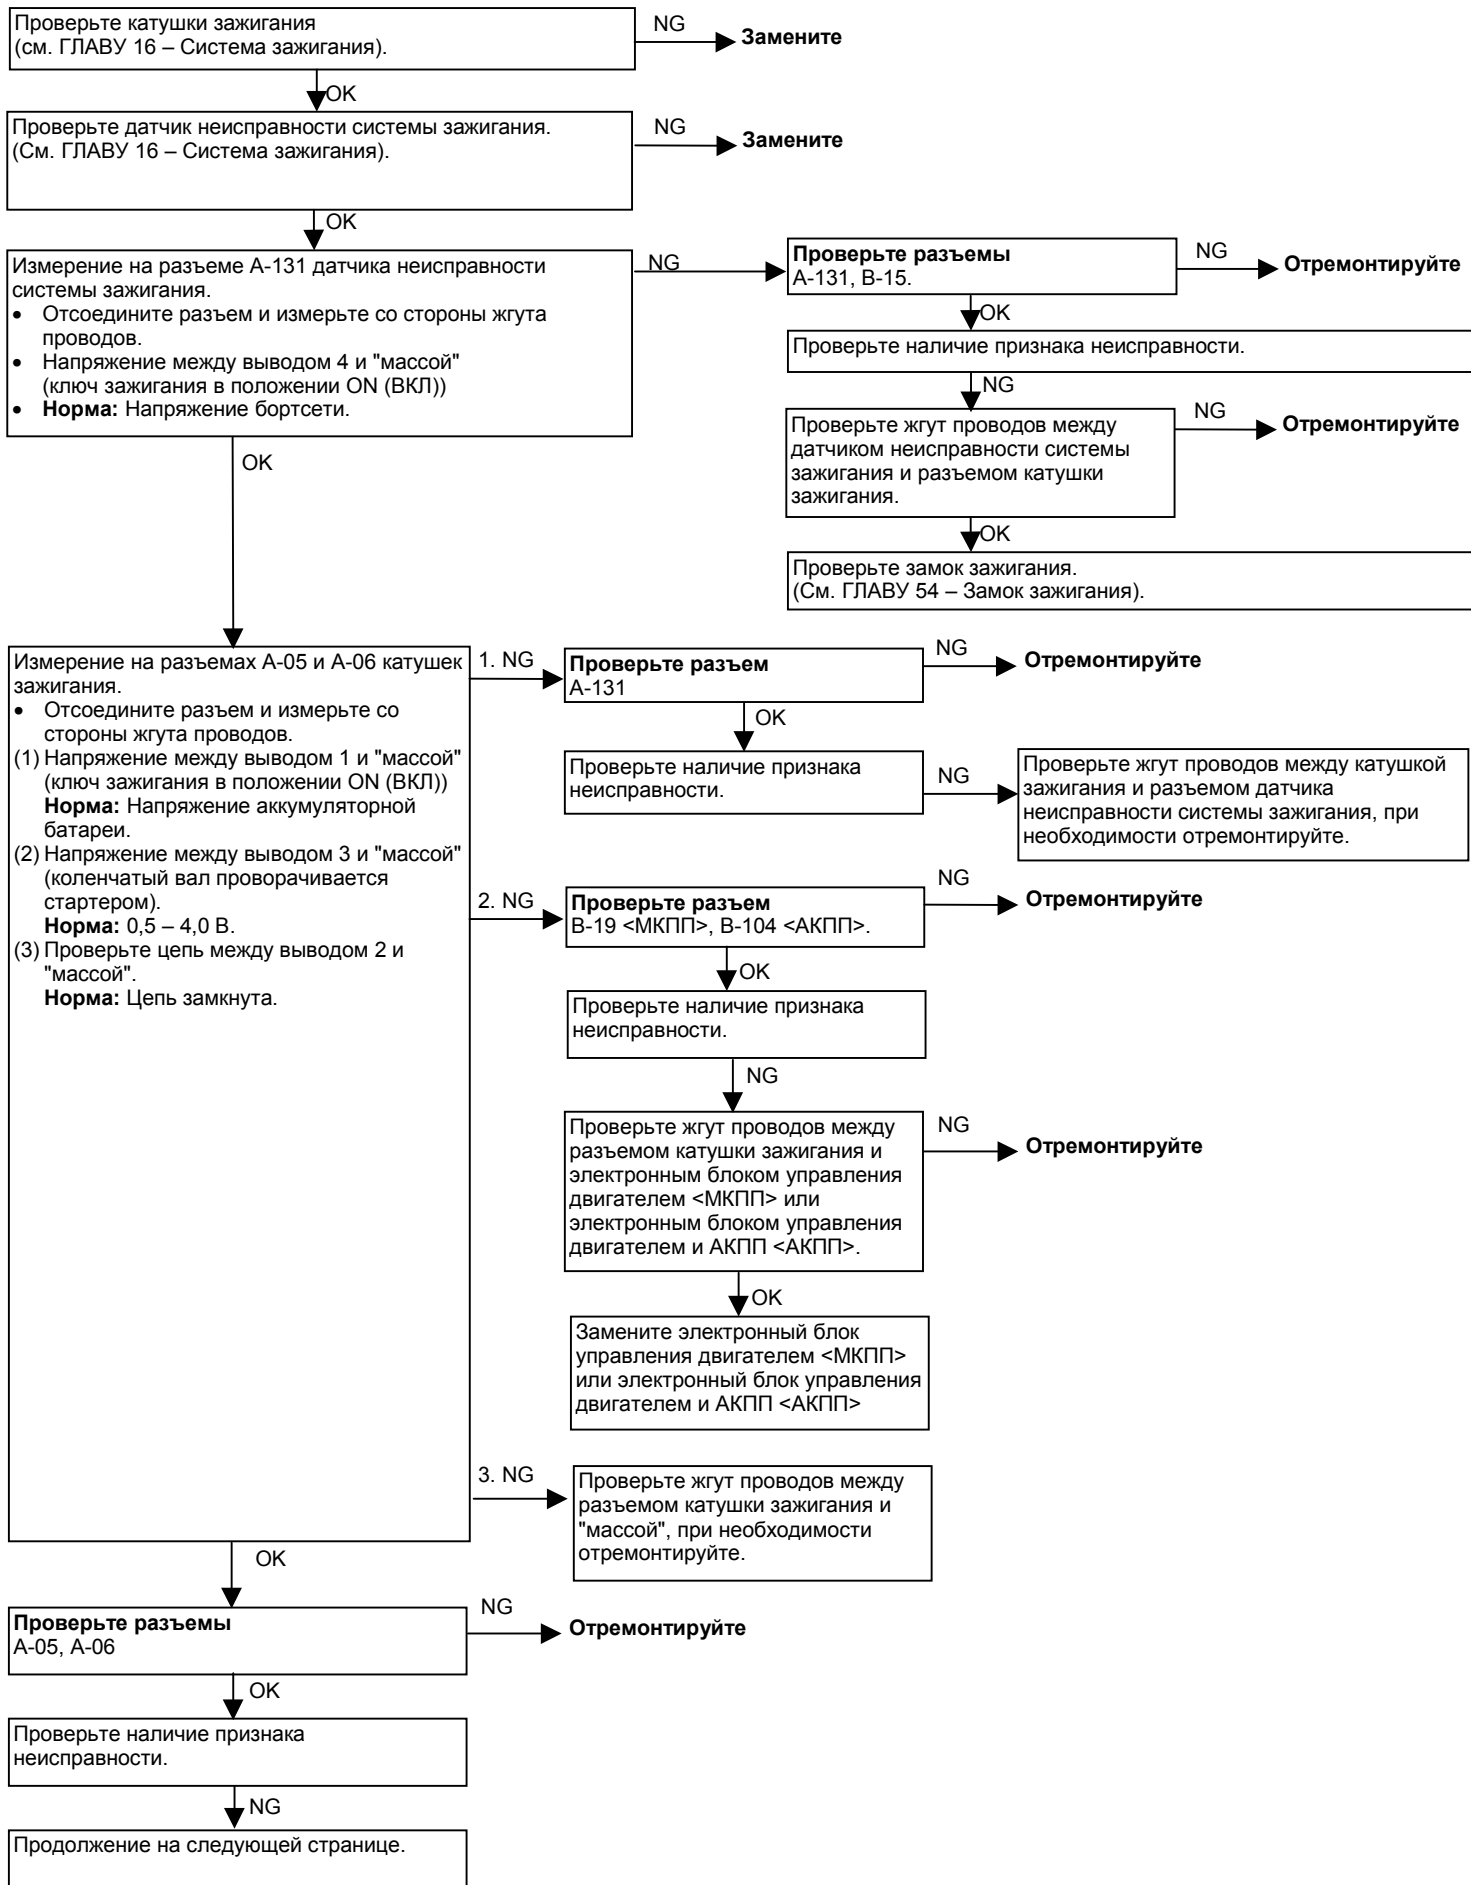 Проверьте катушки зажигания
(см. ГЛАВУ 16 – Система зажигания).
NG
Замените
OK
Проверьте датчик неисправности системы зажигания.
(См. ГЛАВУ 16 – Система зажигания).
NG
Замените
OK
Измерение на разъеме А-131 датчика неисправности
системы зажигания.
• Отсоедините разъем и измерьте со стороны жгута
проводов.
• Напряжение между выводом 4 и "массой"
(ключ зажигания в положении ON (ВКЛ))
• Норма: Напряжение бортсети.
NG
Проверьте разъемы
А-131, В-15.
NG
Отремонтируйте
OK
Проверьте наличие признака неисправности.
NG
Проверьте жгут проводов между
датчиком неисправности системы
зажигания и разъемом катушки
зажигания.
NG
Отремонтируйте
OK
Проверьте замок зажигания.
(См. ГЛАВУ 54 – Замок зажигания).
OK
Измерение на разъемах А-05 и А-06 катушек
зажигания.
• Отсоедините разъем и измерьте со
стороны жгута проводов.
(1) Напряжение между выводом 1 и "массой"
(ключ зажигания в положении ON (ВКЛ))
Норма: Напряжение аккумуляторной
батареи.
(2) Напряжение между выводом 3 и "массой"
(коленчатый вал проворачивается
стартером).
Норма: 0,5 – 4,0 В.
(3) Проверьте цепь между выводом 2 и
"массой".
Норма: Цепь замкнута.
1. NG
Проверьте разъем
А-131
NG
Отремонтируйте
OK
Проверьте наличие признака
неисправности.
NG
Проверьте жгут проводов между катушкой
зажигания и разъемом датчика
неисправности системы зажигания, при
необходимости отремонтируйте.
2. NG
Проверьте разъем
В-19 <МКПП>, В-104 <АКПП>.
NG
Отремонтируйте
OK
Проверьте наличие признака
неисправности.
NG
Проверьте жгут проводов между
разъемом катушки зажигания и
электронным блоком управления
двигателем <МКПП> или
электронным блоком управления
двигателем и АКПП <АКПП>.
NG
Отремонтируйте
OK
Замените электронный блок
управления двигателем <МКПП>
или электронный блок управления
двигателем и АКПП <АКПП>
3. NG
Проверьте жгут проводов между
разъемом катушки зажигания и
"массой", при необходимости
отремонтируйте.
OK
Проверьте разъемы
А-05, А-06
NG
Отремонтируйте
OK
Проверьте наличие признака
неисправности.
NG
Продолжение на следующей странице.